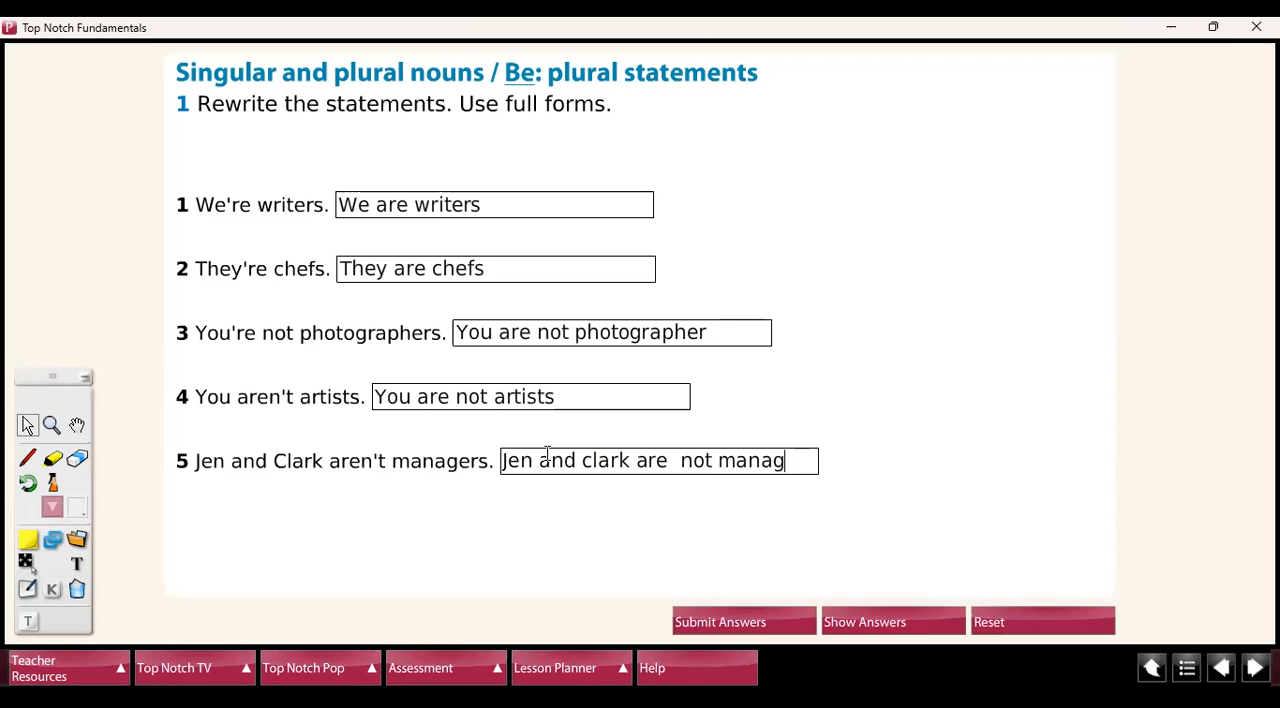 Top Notch Fundamentals
Singular and plural nouns / Be: plural statements
1 Rewrite the statements. Use full forms.
1 We're writers. We are writers
2 They're chefs. They are chefs
3 You're not photographers. You are not photographer
4 You aren't artists. You are not artists
5 Jen and Clark aren't managers. Jen and clark are  not manag
T
K
T
Submit Answers Show Answers Reset
Teacher Resources Top Notch TV Top Notch Pop Assessment Lesson Planner Help